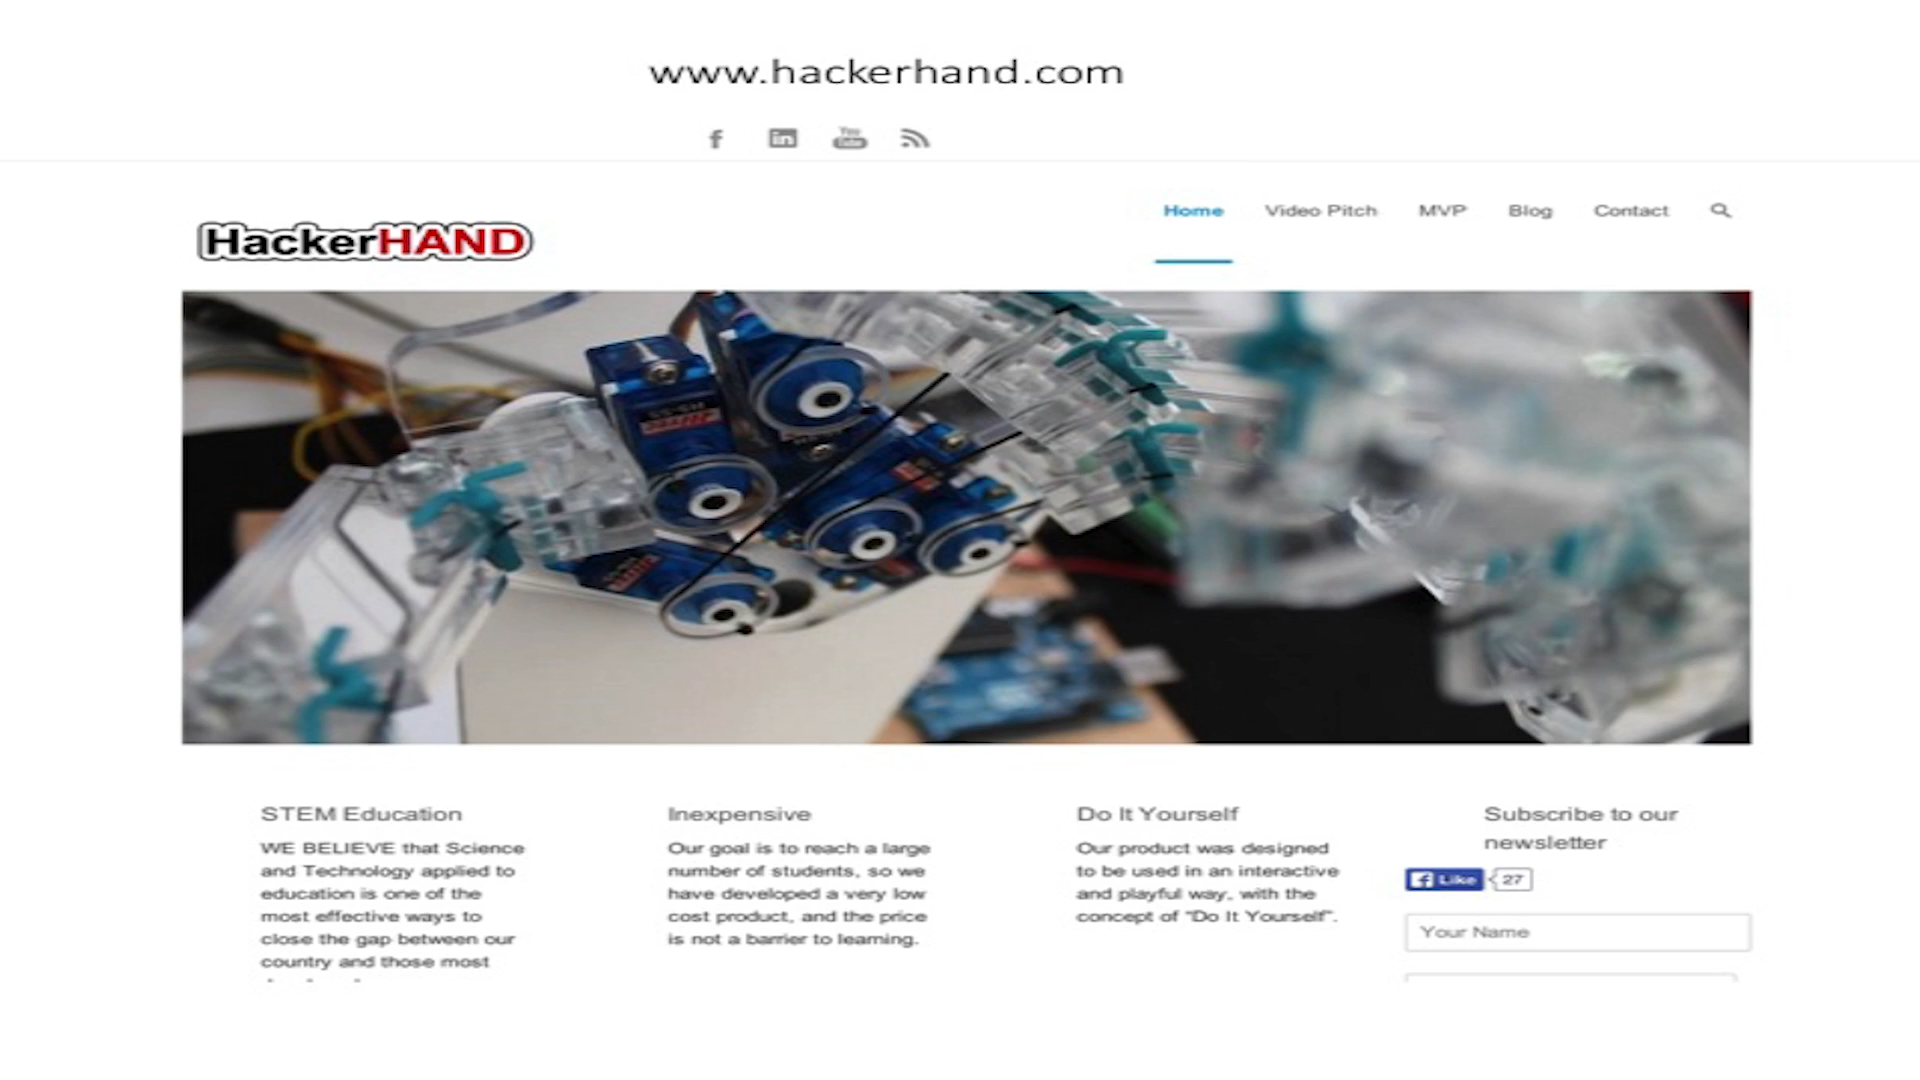 www.hackerhand.com
You
Tube
HackerHAND
Home Video Pitch MVP Blog Contact
STEM Education
WE BELIEVE that Science
and Technology applied to
education is one of the
most effective ways to
close the gap between our
country and those most
Inexpensive
Our goal is to reach a large
number of students, so we
have developed a very low
cost product, and the price
is not a barrier to learning.
Do It Yourself
Our product was designed
to be used in an interactive
and playful way, with the
concept of "Do It Yourself".
Subscribe to our
newsletter
Like 27
Your Name